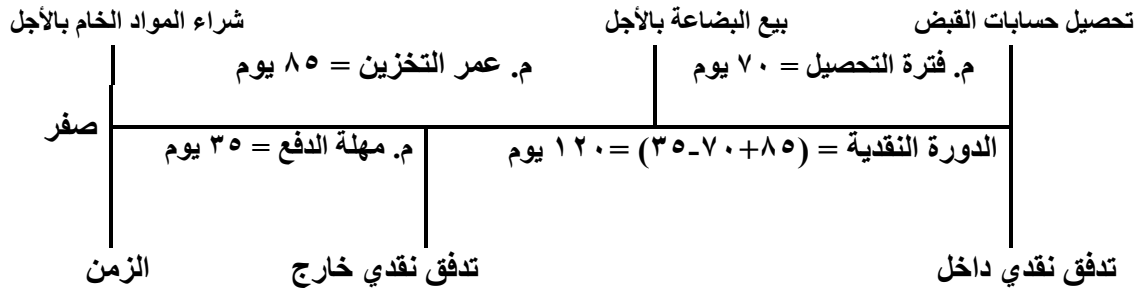 تحصيل حسابات القبض
بيع البضاعة بالأجل
شراء المواد الخام بالأجل
م. فترة التحصيل = ٧٠ يوم
م. عمر التخزين = ٨٥ يوم
صفر
الدورة النقدية = (٨٥+٧٠-٣٥) =١٢٠ يوم
م. مهلة الدفع = ٣٥ يوم
تدفق نقدي داخل
تدفق نقدي خارج
الزمن